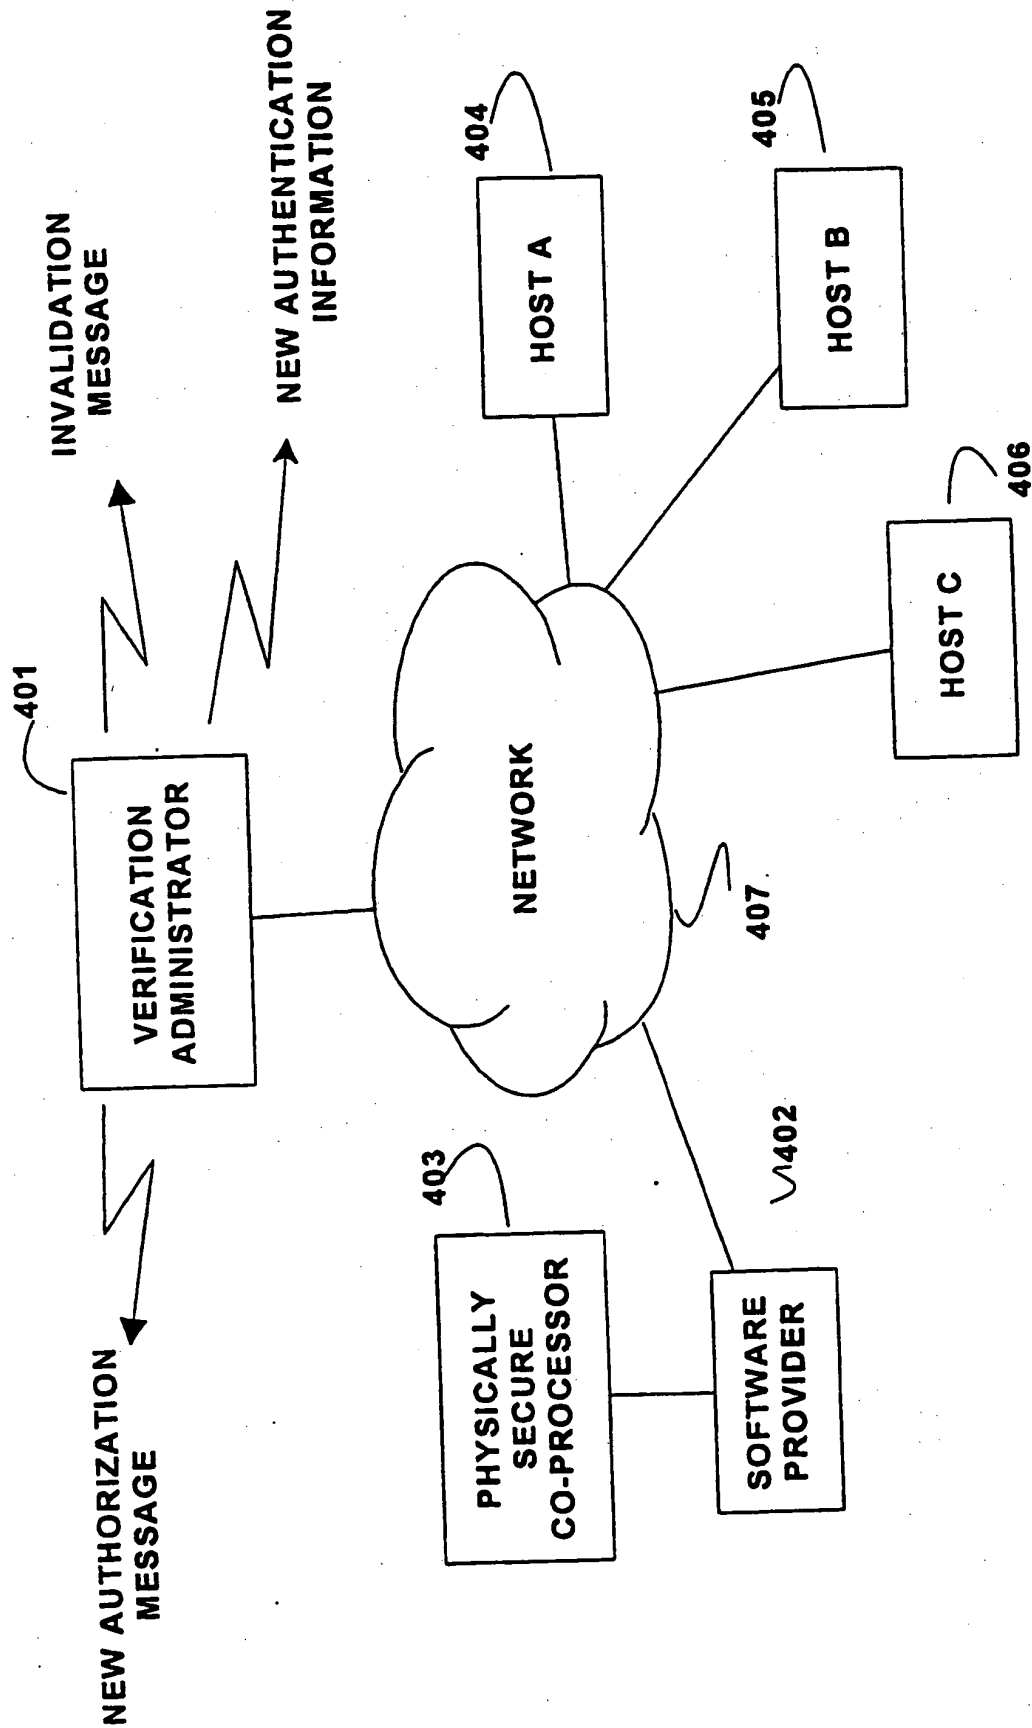 NEW AUTHORIZATION
MESSAGE
401
VERIFICATION
ADMINISTRATOR
INVALIDATION
MESSAGE
NEW AUTHENTICATION
INFORMATION
403
PHYSICALLY
SECURE
CO-PROCESSOR
NETWORK
404
HOST A
402
SOFTWARE
PROVIDER
407
405
HOST B
HOST C
406